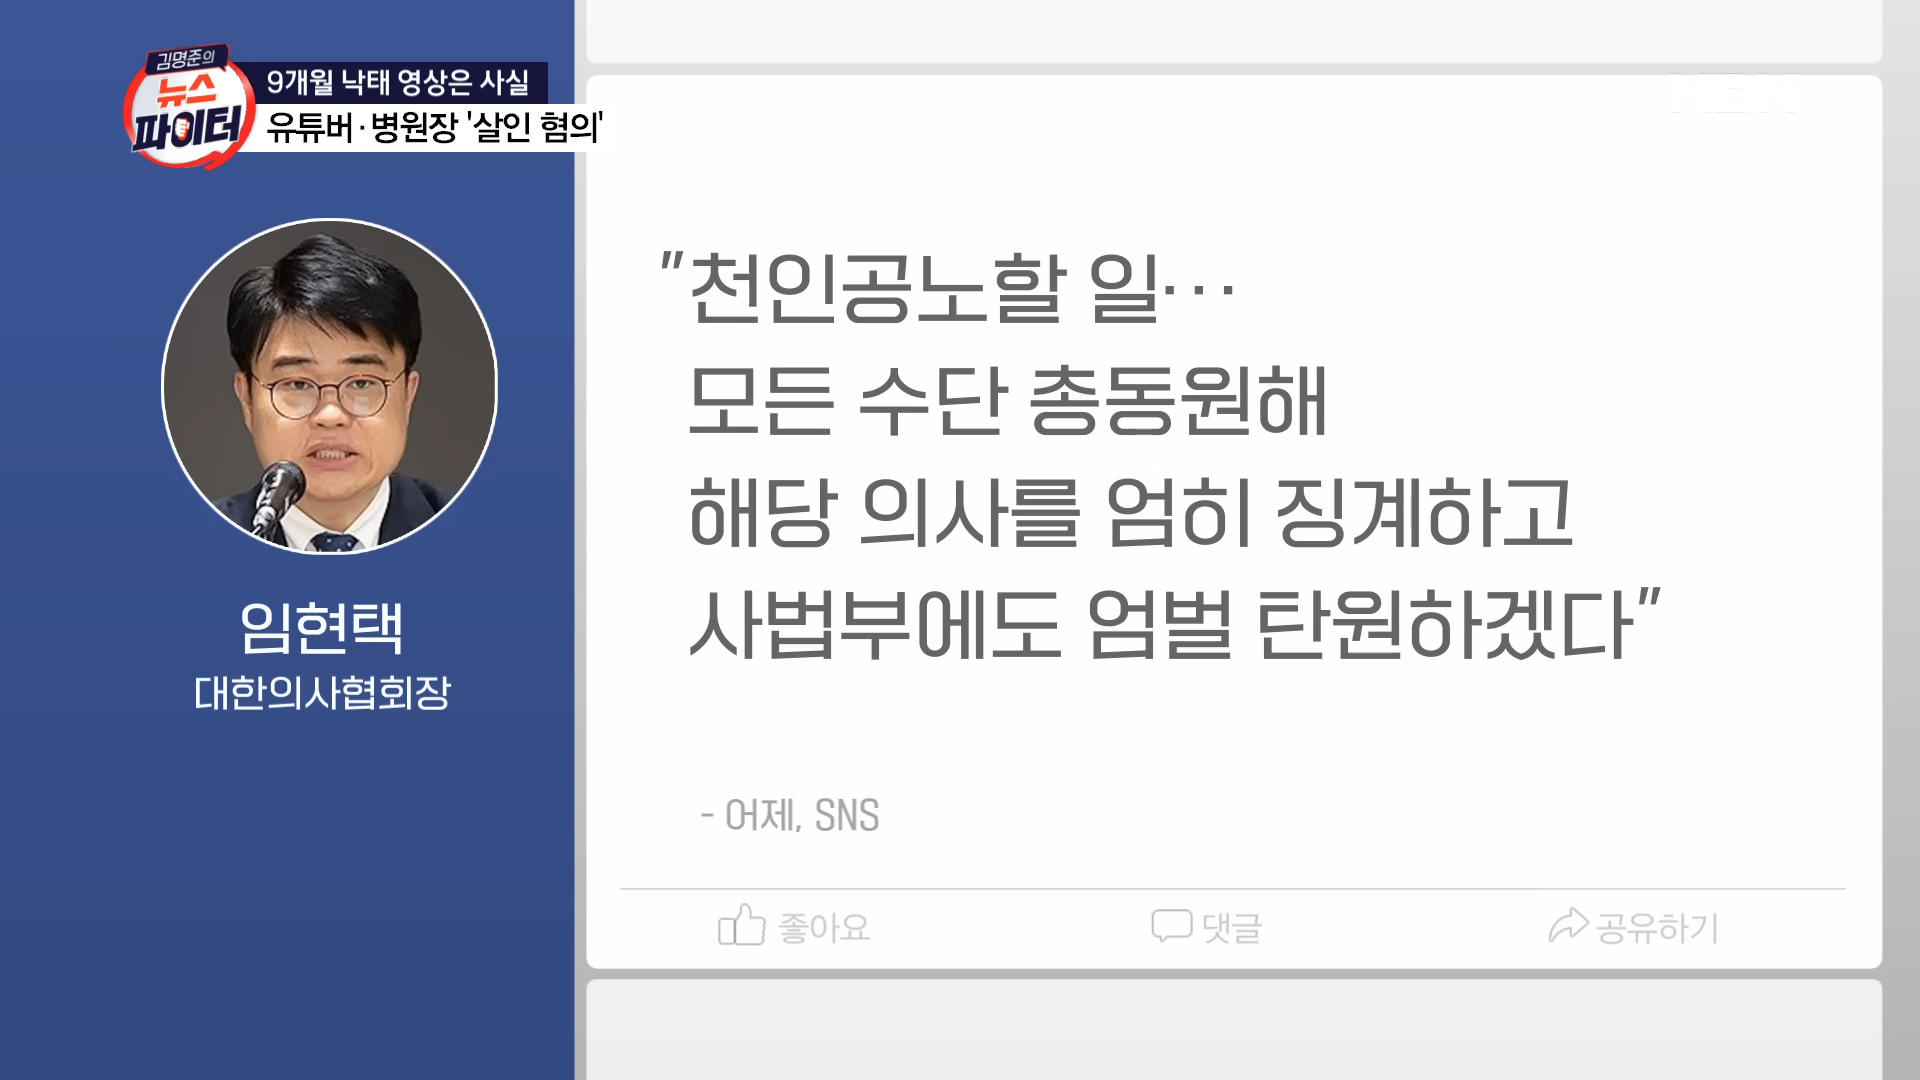 김명준의
뉴스
파이터
9개월 낙태 영상은 사실
유튜버·병원장 '살인 혐의'
MBN
"천인공노할 일…
모든 수단 총동원해
해당 의사를 엄히 징계하고
사법부에도 엄벌 탄원하겠다"
임현택
대한의사협회장
- 어제, SNS
좋아요
댓글
공유하기